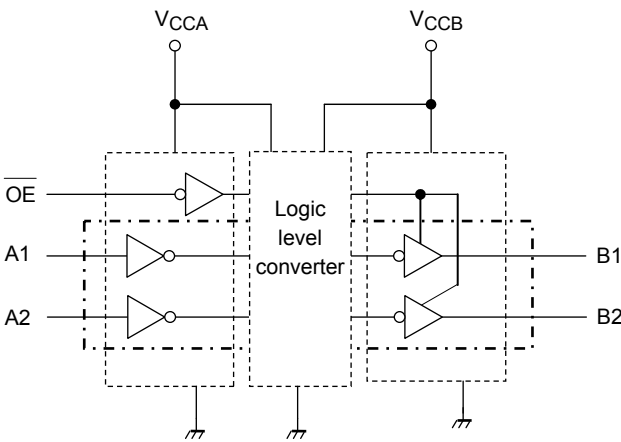 VCCA
VCCB
OE
Logic
level
converter
A1
B1
A2
B2